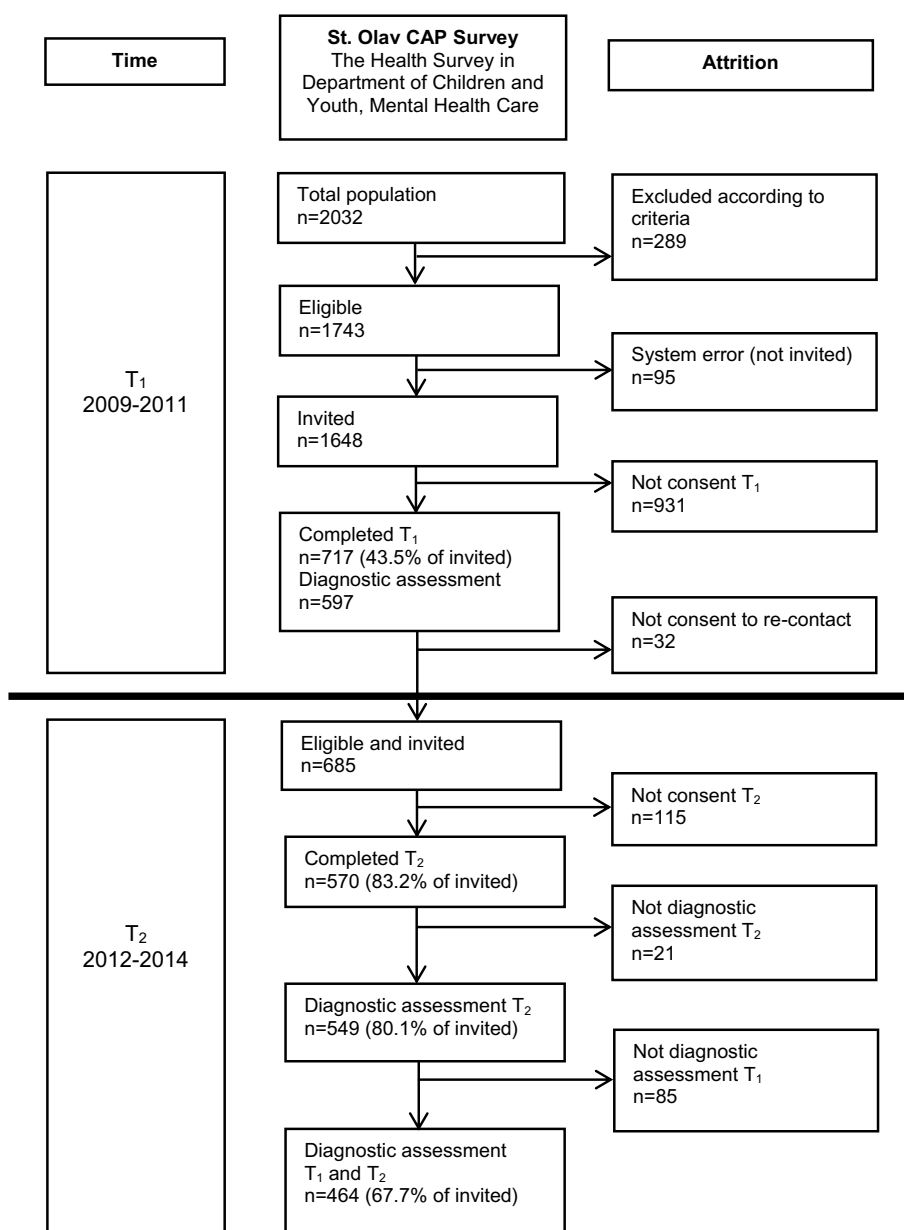 Time
St. Olav CAP Survey
The Health Survey in
Department of Children and
Youth, Mental Health Care
Attrition
T₁
2009-2011
Total population
n=2032
Excluded according to
criteria
n=289
Eligible
n=1743
System error (not invited)
n=95
Invited
n=1648
Not consent T₁
n=931
Completed T₁
n=717 (43.5% of invited)
Diagnostic assessment
n=597
Not consent to re-contact
n=32
T₂
2012-2014
Eligible and invited
n=685
Not consent T₂
n=115
Completed T₂
n=570 (83.2% of invited)
Not diagnostic
assessment T₂
n=21
Diagnostic assessment T₂
n=549 (80.1% of invited)
Not diagnostic
assessment T₁
n=85
Diagnostic assessment
T₁ and T₂
n=464 (67.7% of invited)